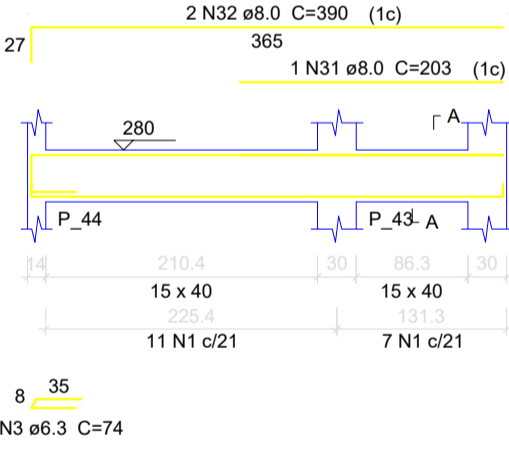 2 N32 ø8.0 C=390 (1c)
27
365
1 N31 ø8.0 C=203 (1c)
A
280
P_44
P_43
A
14 210.4 30 86.3 30
15 x 40 15 x 40
225.4 131.3
11 N1 c/21 7 N1 c/21
8 35
N3 ø6.3 C=74